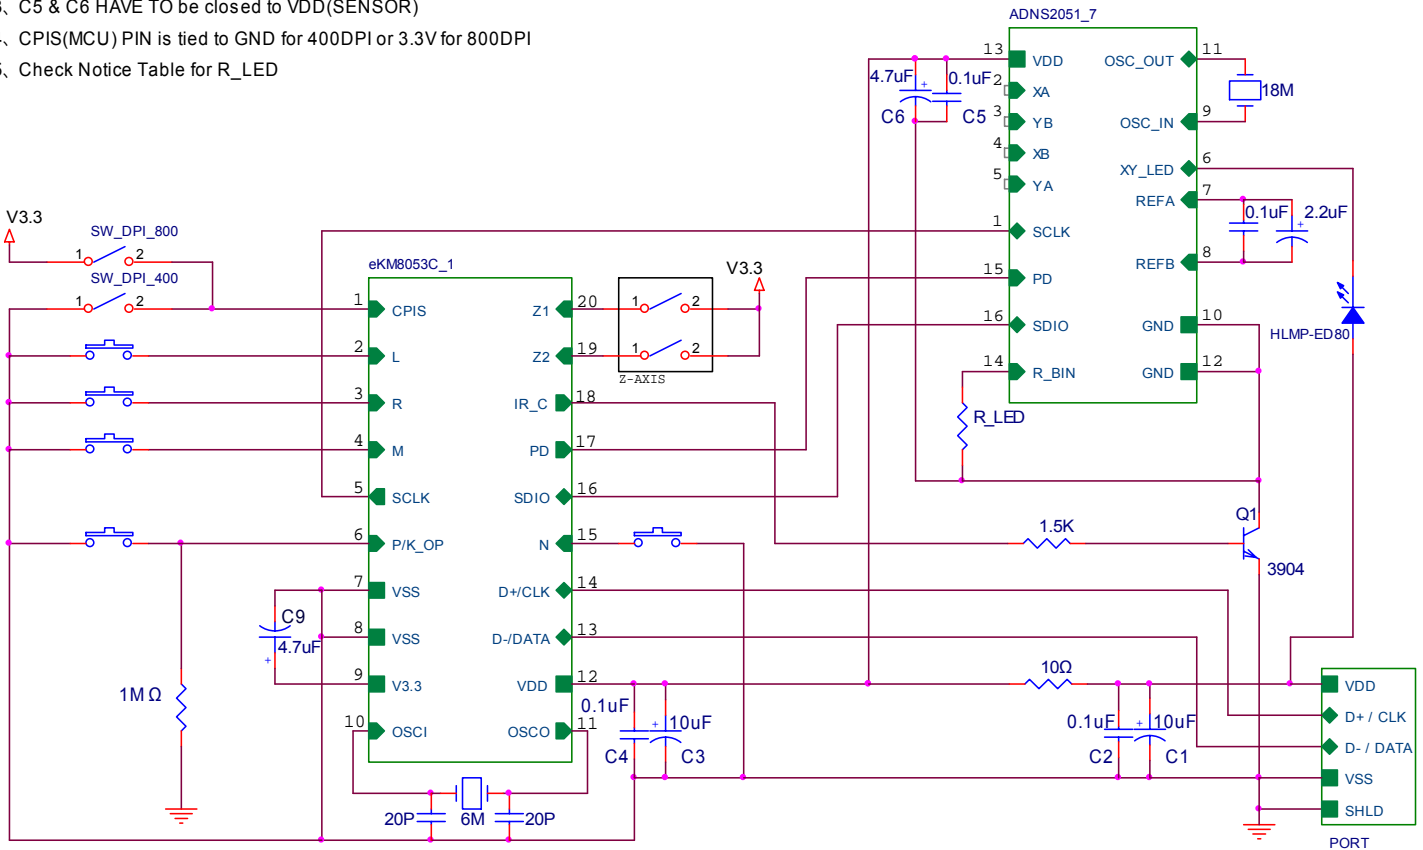 、C5 & C6 HAVE TO be closed to VDD(SENSOR)
、CPIS(MCU) PIN is tied to GND for 400DPI or 3.3V for 800DPI
、Check Notice Table for R_LED
ADNS2051_7
13 VDD
2 XA
3 YB
4 XB
5 YA
1 SCLK
15 PD
16 SDIO
14 R_BIN
OSC_OUT 11
OSC_IN 9
XY_LED 6
REFA 7
REFB 8
GND 10
GND 12
18M
4.7uF +
C6
0.1uF
C5
0.1uF
2.2uF
+
HLMP-ED80
R_LED
V3.3
SW_DPI_800
1 2
SW_DPI_400
1 2
eKM8053C_1
1 CPIS
2 L
3 R
4 M
5 SCLK
6 P/K_OP
7 VSS
8 VSS
9 V3.3
10 OSCI
Z1 20
Z2 19
IR_C 18
PD 17
SDIO 16
N 15
D+/CLK 14
D-/DATA 13
VDD 12
OSCO 11
1 2
1 2
Z-AXIS
V3.3
C9
4.7uF
+
1MΩ
20P
6M
20P
0.1uF
C4
+ 10uF
C3
1.5K
Q1
3904
10Ω
0.1uF
C2
+ 10uF
C1
VDD
D+ / CLK
D- / DATA
VSS
SHLD
PORT